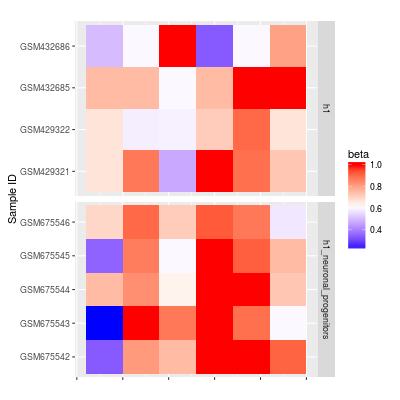 GSM432686
GSM432685
GSM429322
GSM429321
h1
GSM675546
GSM675545
GSM675544
GSM675543
GSM675542
h1_neuronal_progenitors
Sample ID
beta
1.0
0.8
0.6
0.4